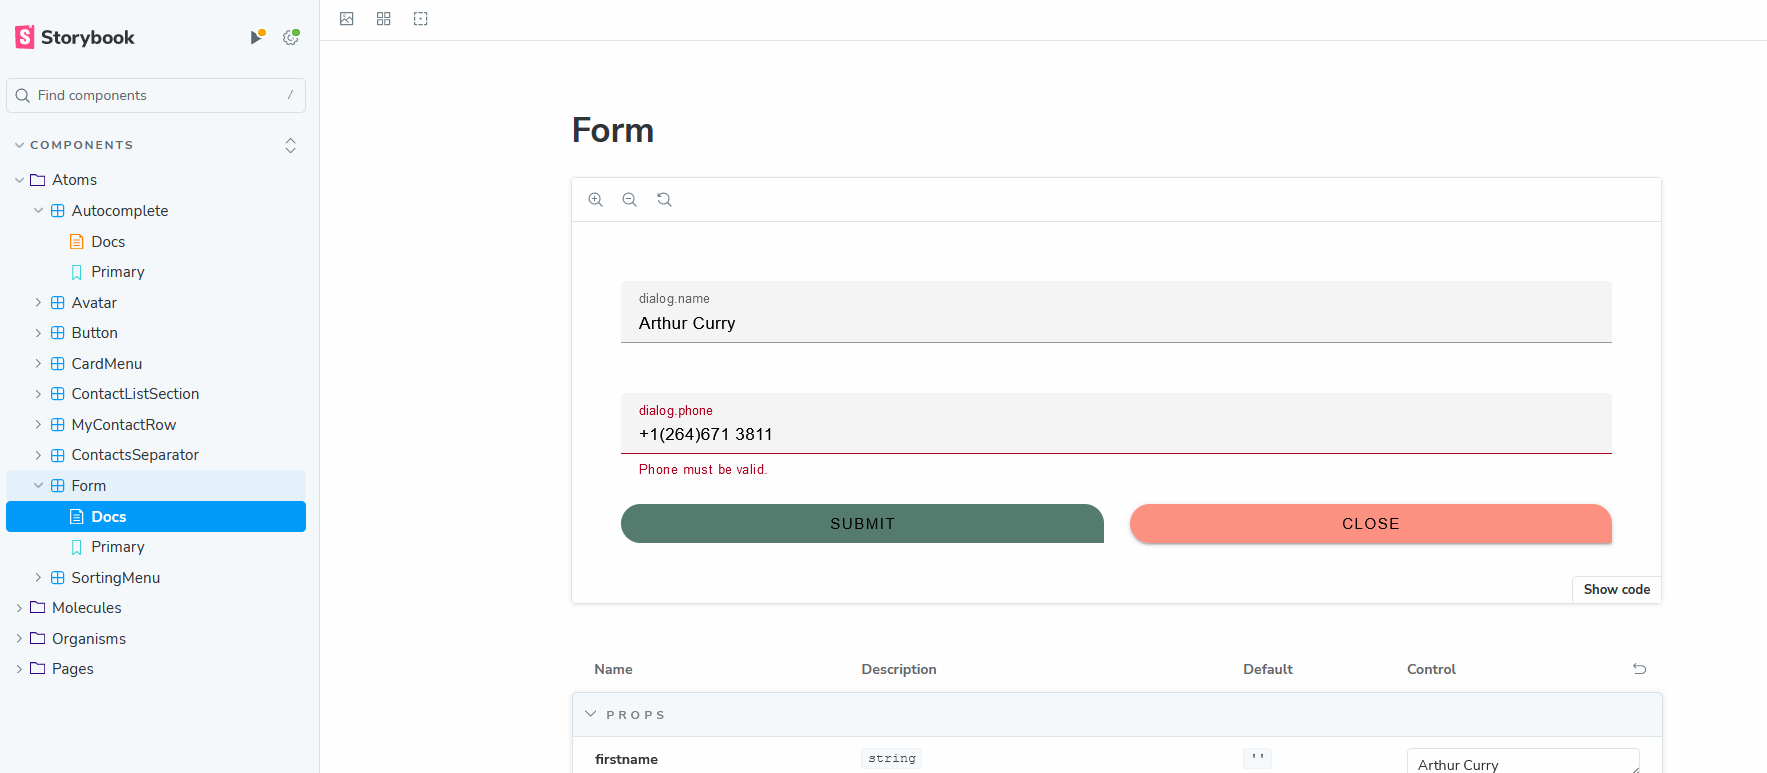 Storybook
Find components /
COMPONENTS
Atoms
Autocomplete
Docs
Primary
Avatar
Button
CardMenu
ContactListSection
MyContactRow
ContactsSeparator
Form
Docs
Primary
SortingMenu
Molecules
Organisms
Pages
Form
dialog.name
Arthur Curry
dialog.phone
+1(264)671 3811
Phone must be valid.
SUBMIT CLOSE
Show code
Name Description Default Control
PROPS
firstname string '' Arthur Curry